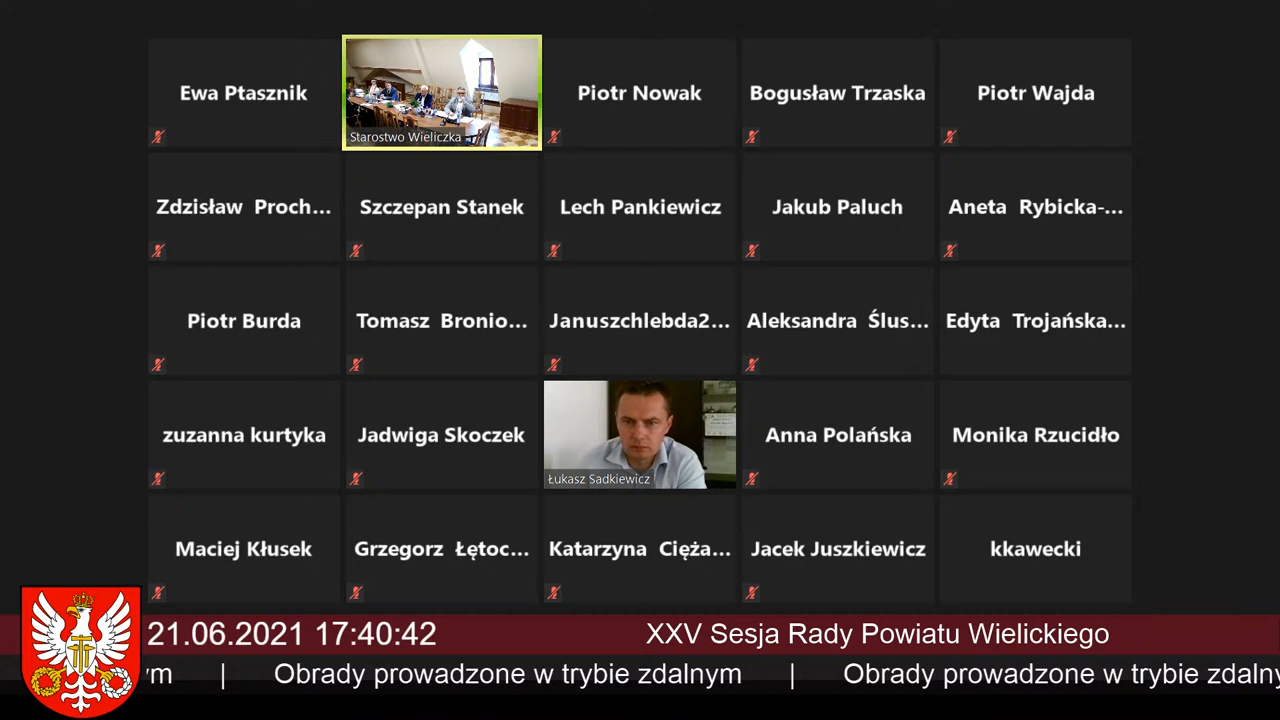 Ewa Ptasznik
Starostwo Wieliczka
Piotr Nowak
Bogusław Trzaska
Piotr Wajda
Zdzisław Proch...
Szczepan Stanek
Lech Pankiewicz
Jakub Paluch
Aneta Rybicka-...
Piotr Burda
Tomasz Bronio...
Januszchlebda2...
Aleksandra Ślus...
Edyta Trojańska...
zuzanna kurtyka
Jadwiga Skoczek
Łukasz Sadkiewicz
Anna Polańska
Monika Rzucidło
Maciej Kłusek
Grzegorz Łętoc...
Katarzyna Cięża...
Jacek Juszkiewicz
kkawecki
21.06.2021 17:40:42
XXV Sesja Rady Powiatu Wielickiego
ym | Obrady prowadzone w trybie zdalnym | Obrady prowadzone w trybie zdalny